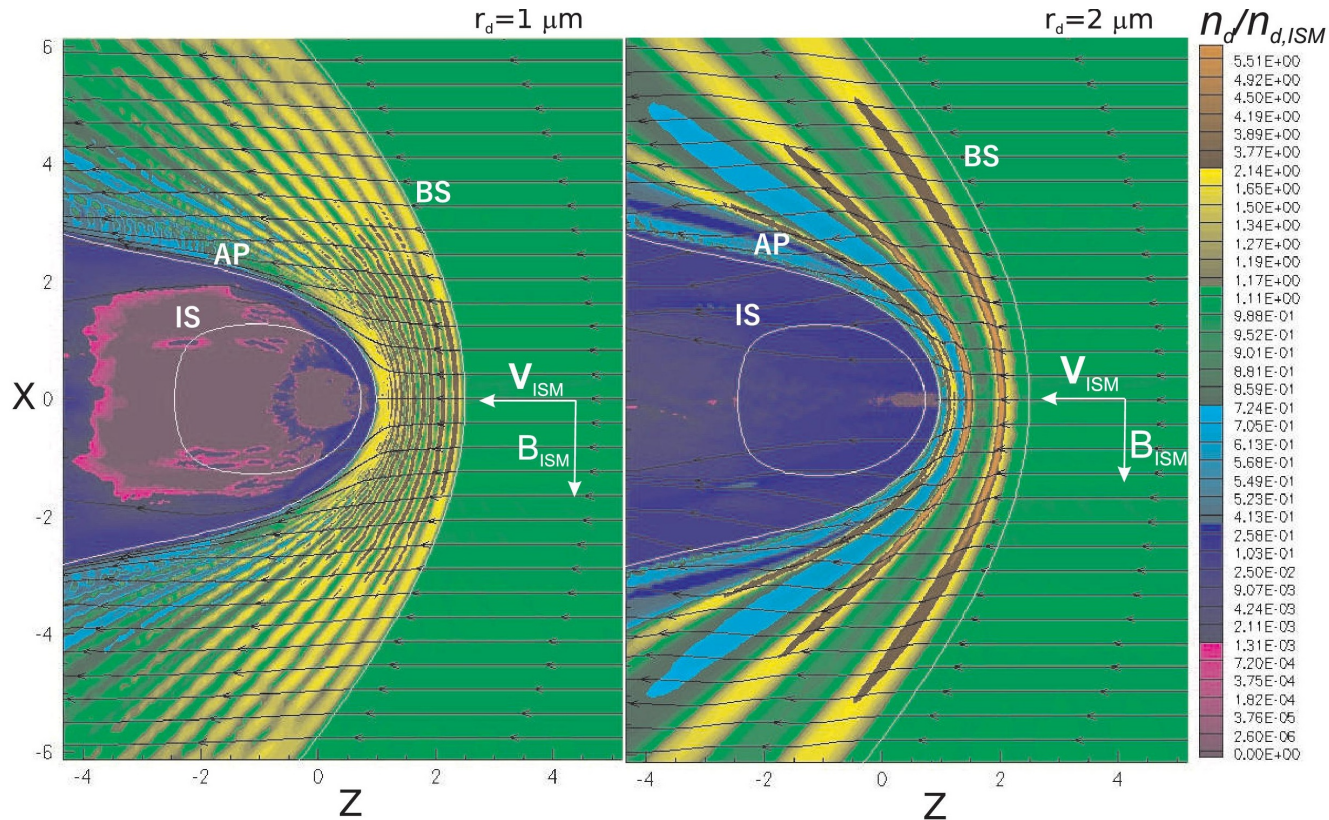 r_d=1 μm
r_d=2 μm
n_d/n_{d,ISM}
6
4
2
0
-2
-4
-6
X
BS
AP
IS
V_ISM
B_ISM
-4 -2 0 2 4
Z
BS
AP
IS
V_ISM
B_ISM
-4 -2 0 2 4
Z
5.51E+00
4.92E+00
4.50E+00
4.19E+00
3.89E+00
3.77E+00
2.14E+00
1.65E+00
1.50E+00
1.34E+00
1.27E+00
1.19E+00
1.17E+00
1.11E+00
9.88E-01
9.52E-01
9.01E-01
8.81E-01
8.59E-01
7.24E-01
7.05E-01
6.13E-01
5.68E-01
5.49E-01
5.23E-01
4.13E-01
2.58E-01
1.03E-01
2.50E-02
9.07E-03
4.24E-03
2.11E-03
1.31E-03
7.20E-04
3.75E-04
1.82E-04
3.76E-05
2.60E-06
0.00E+00